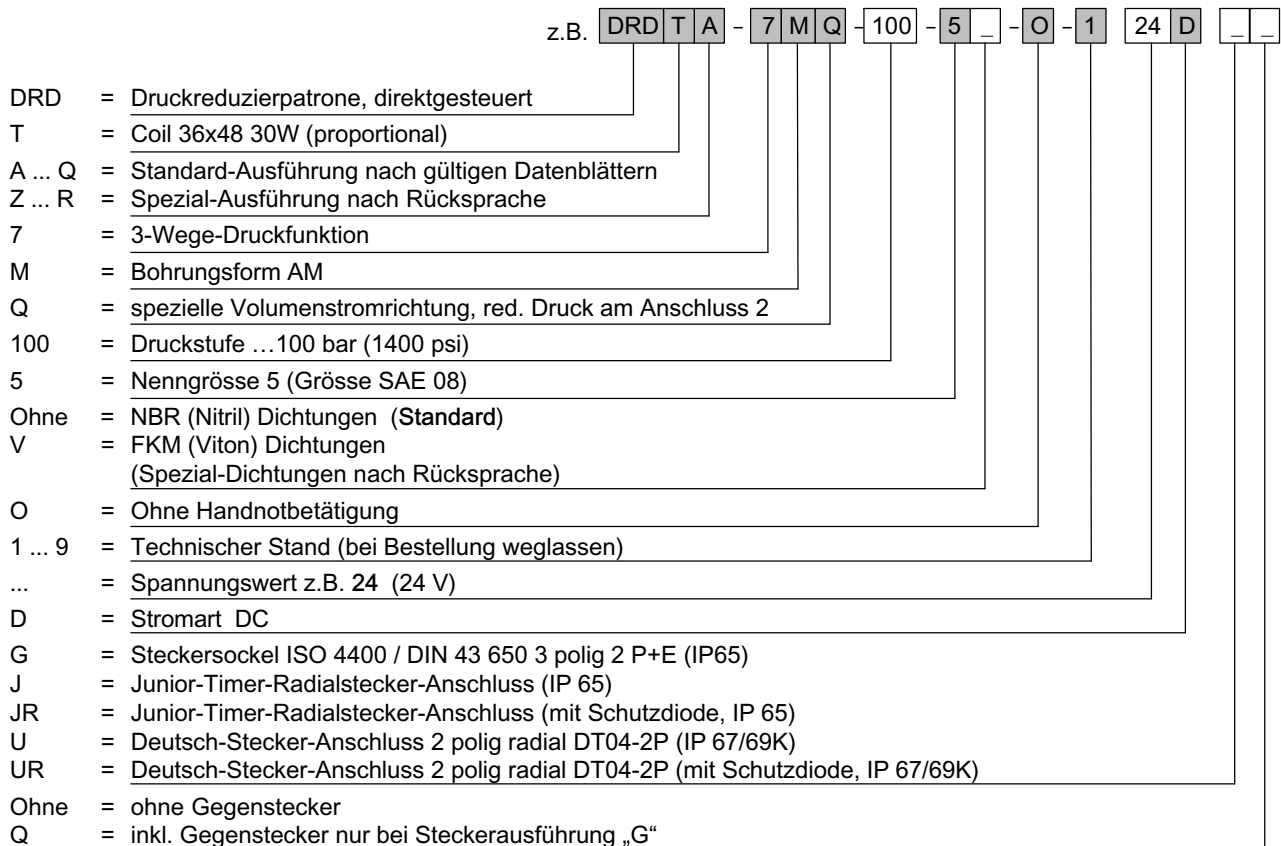 z.B. DRD T A - 7 M Q - 100 - 5 _ - O - 1 24 D _ _
DRD = Druckreduzierpatrone, direktgesteuert
T = Coil 36x48 30W (proportional)
A ... Q = Standard-Ausführung nach gültigen Datenblättern
Z ... R = Spezial-Ausführung nach Rücksprache
7 = 3-Wege-Druckfunktion
M = Bohrungsform AM
Q = spezielle Volumenstromrichtung, red. Druck am Anschluss 2
100 = Druckstufe …100 bar (1400 psi)
5 = Nenngrösse 5 (Grösse SAE 08)
Ohne = NBR (Nitril) Dichtungen (Standard)
V = FKM (Viton) Dichtungen
(Spezial-Dichtungen nach Rücksprache)
O = Ohne Handnotbetätigung
1 ... 9 = Technischer Stand (bei Bestellung weglassen)
... = Spannungswert z.B. 24 (24 V)
D = Stromart DC
G = Steckersockel ISO 4400 / DIN 43 650 3 polig 2 P+E (IP65)
J = Junior-Timer-Radialstecker-Anschluss (IP 65)
JR = Junior-Timer-Radialstecker-Anschluss (mit Schutzdiode, IP 65)
U = Deutsch-Stecker-Anschluss 2 polig radial DT04-2P (IP 67/69K)
UR = Deutsch-Stecker-Anschluss 2 polig radial DT04-2P (mit Schutzdiode, IP 67/69K)
Ohne = ohne Gegenstecker
Q = inkl. Gegenstecker nur bei Steckerausführung „G“